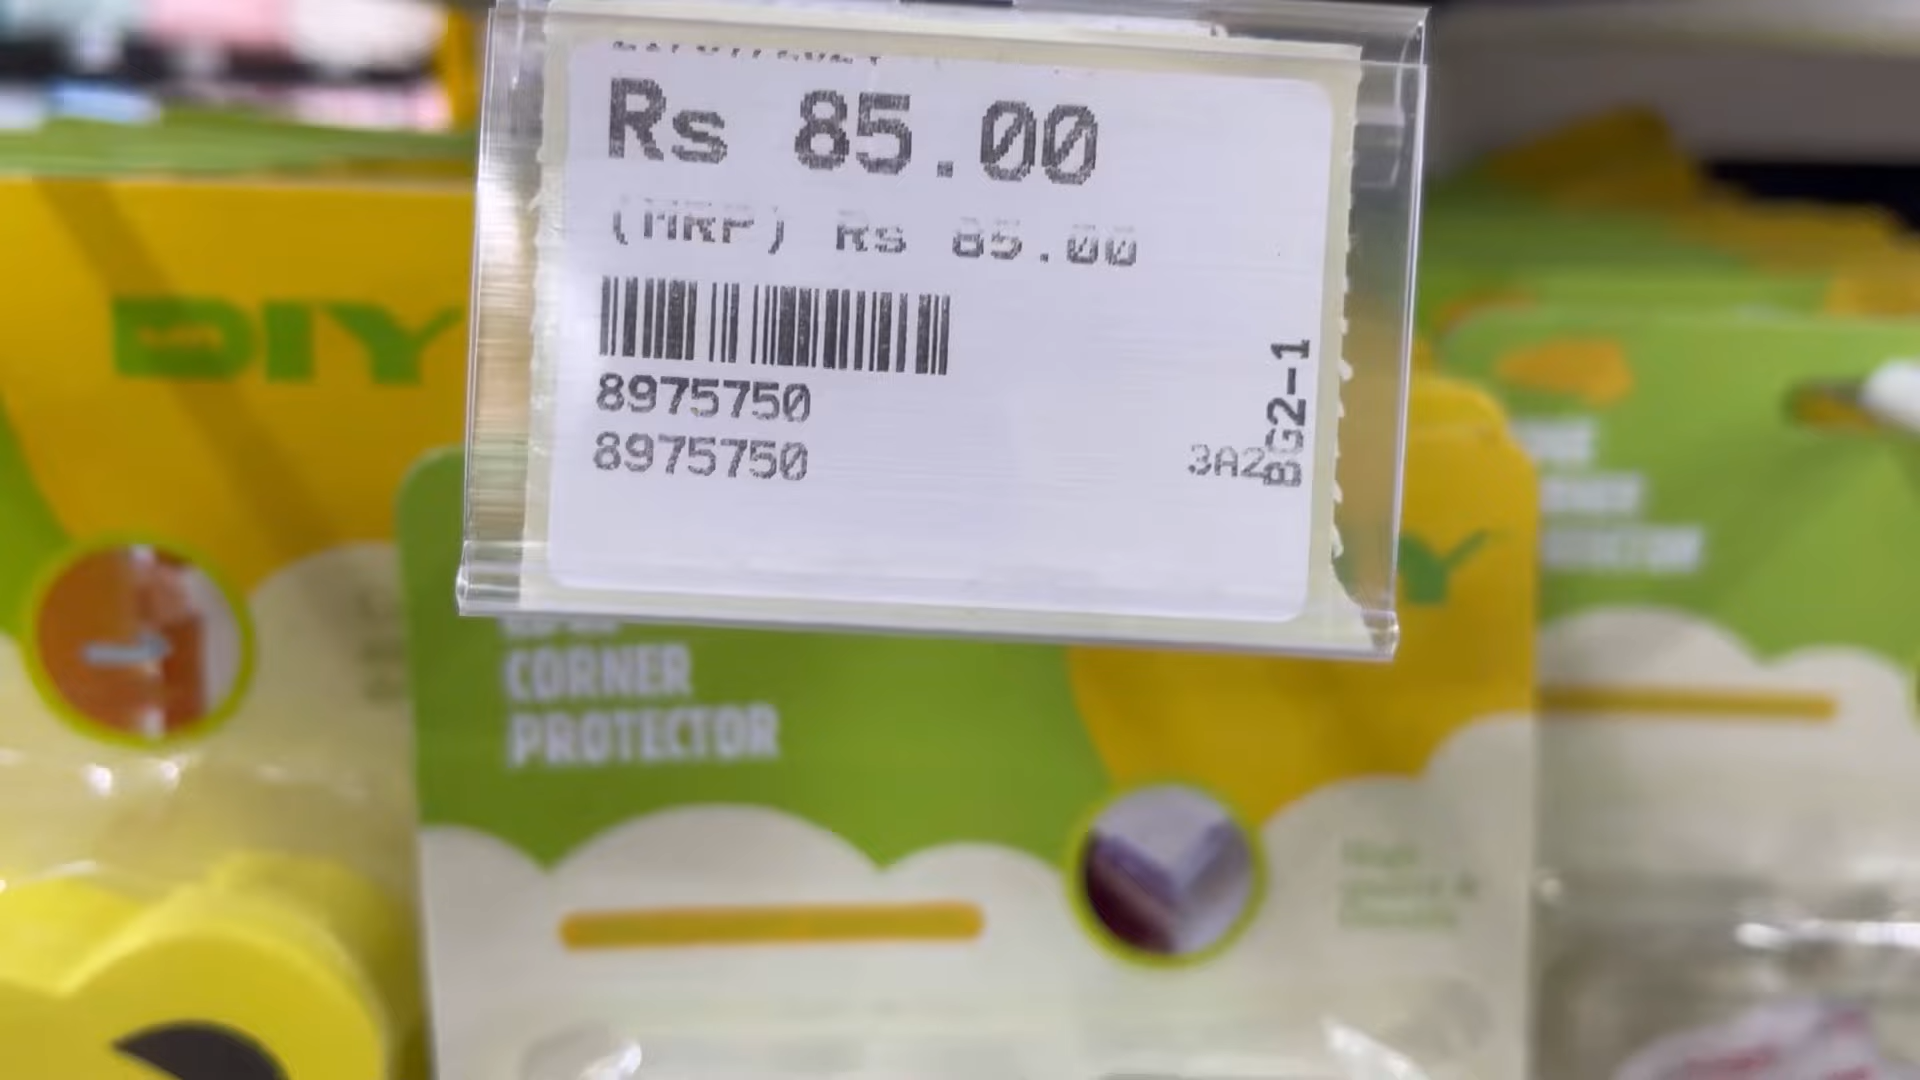 Rs 85.00
(MRP) Rs 85.00
8975750
8975750
3A2
BG2-1
DIY
CORNER
PROTECTOR